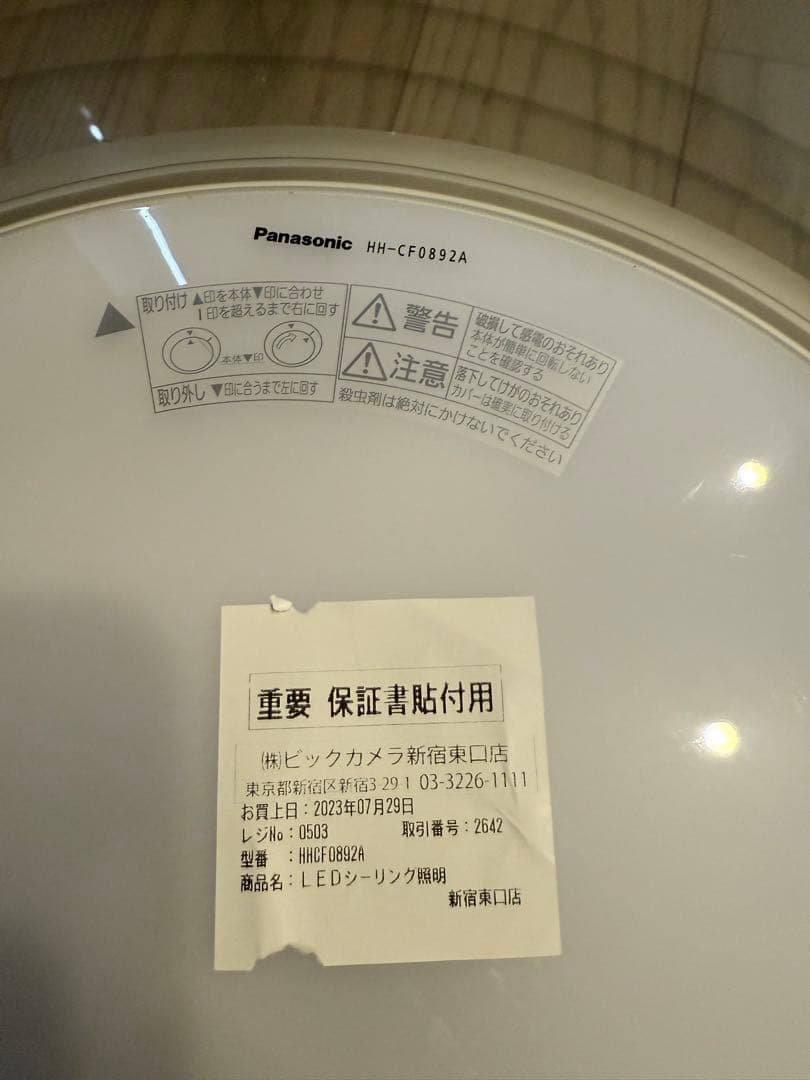 Panasonic HH-CF0892A
取り付け ▲印を本体▼印に合わせ
|印を超えるまで右に回す
本体▼印
取り外し ▼印に合うまで左に回す
警告
破損して感電のおそれあり
本体が簡単に回転しない
ことを確認する
注意
落下してけがのおそれあり
カバーは確実に取り付ける
殺虫剤は絶対にかけないでください
重要 保証書貼付用
㈱ビックカメラ新宿東口店
東京都新宿区新宿3-29-1 03-3226-1111
お買上日:2023年07月29日
レジNo:0503 取引番号:2642
型番 :HHCF0892A
商品名:LEDシーリング照明
新宿東口店